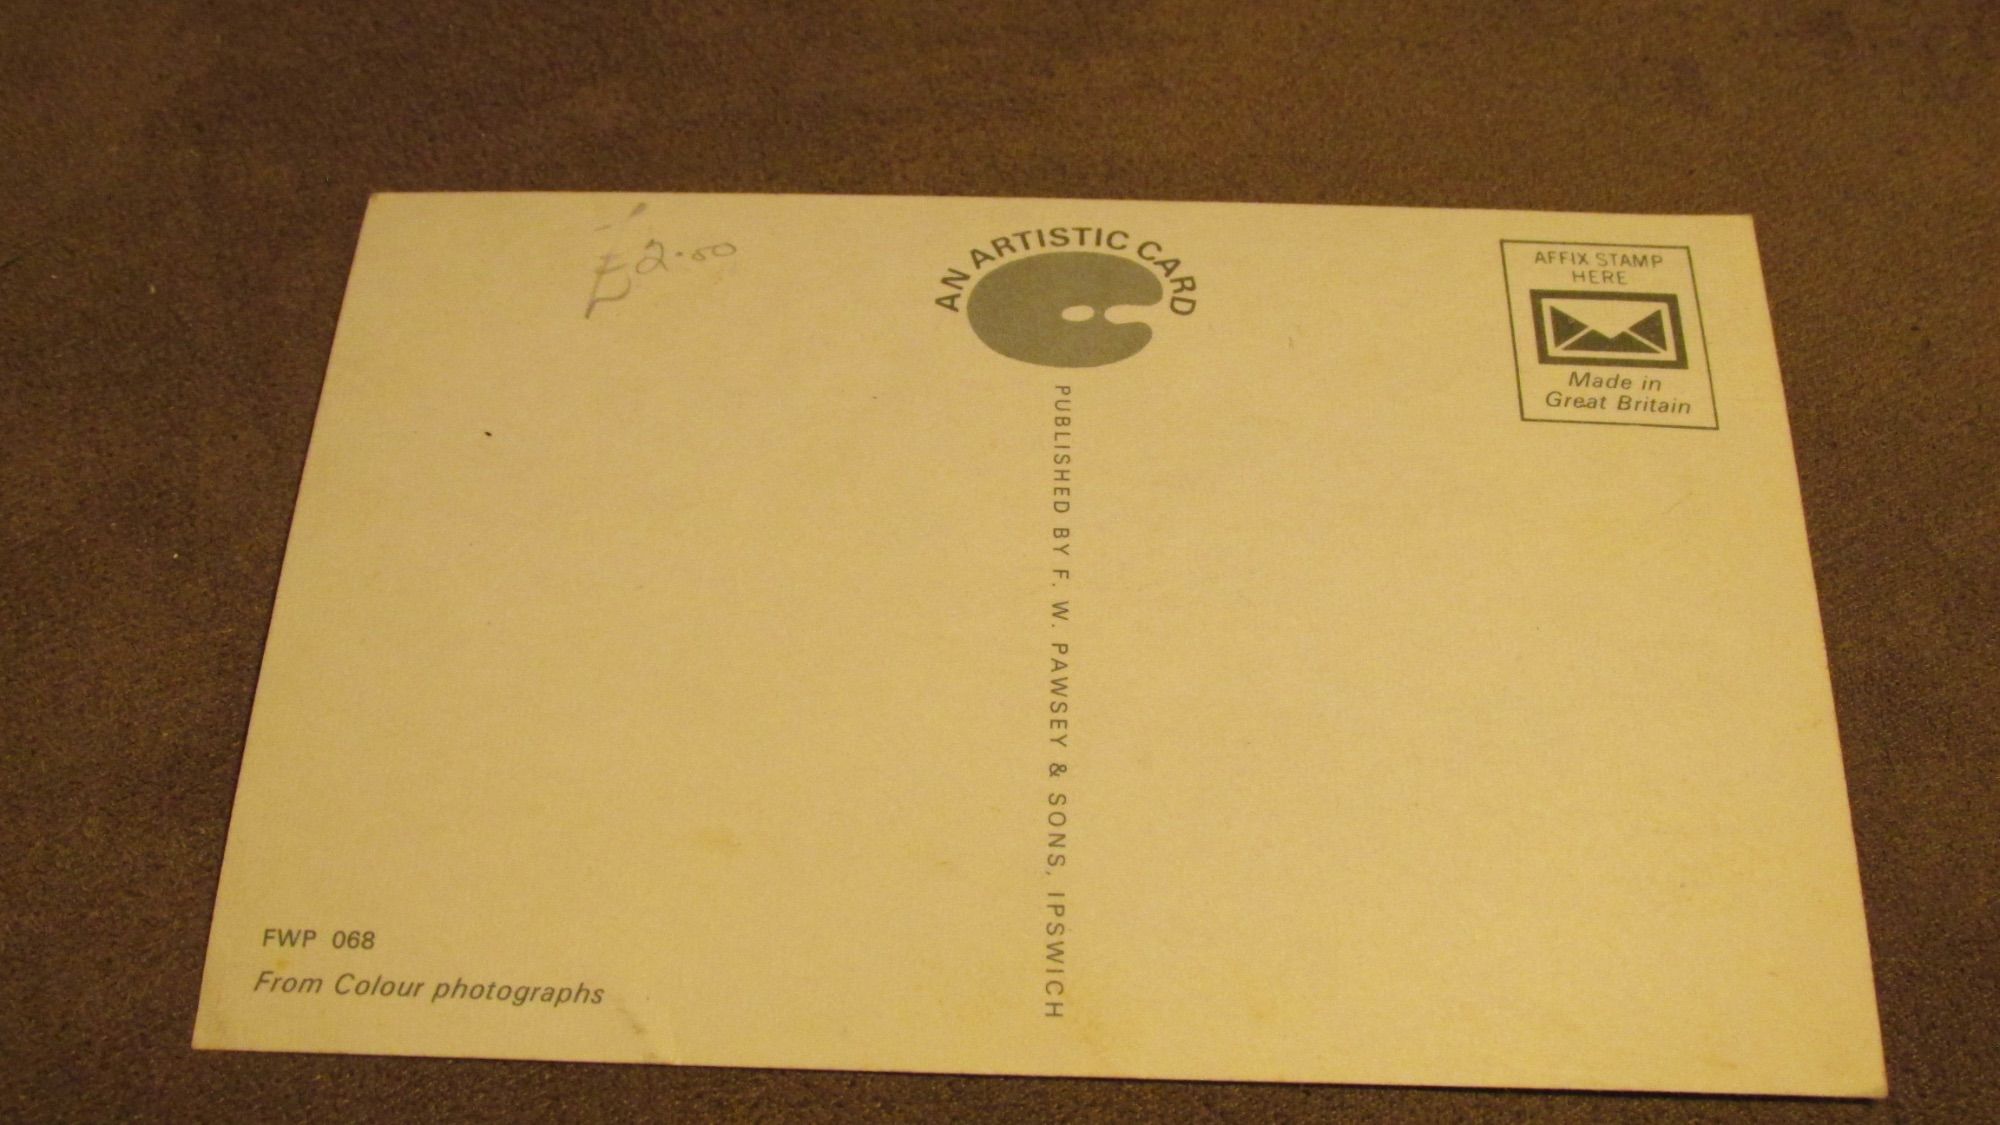 £2.00
AN ARTISTIC CARD
AFFIX STAMP
HERE
Made in
Great Britain
PUBLISHED BY F. W. PAWSEY & SONS, IPSWICH
FWP 068
From Colour photographs